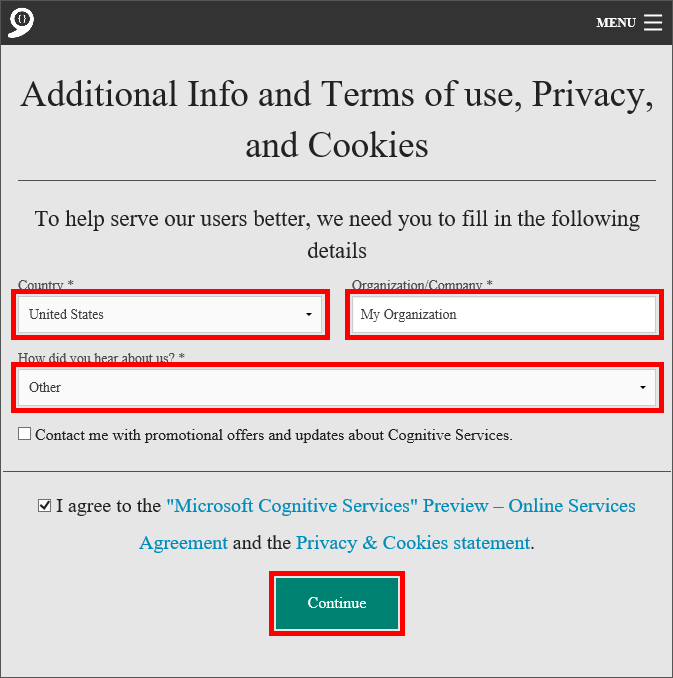 MENU
Additional Info and Terms of use, Privacy,
and Cookies
To help serve our users better, we need you to fill in the following
details
Country * Organization/Company *
United States My Organization
How did you hear about us? *
Other
Contact me with promotional offers and updates about Cognitive Services.
I agree to the "Microsoft Cognitive Services" Preview – Online Services
Agreement and the Privacy & Cookies statement.
Continue